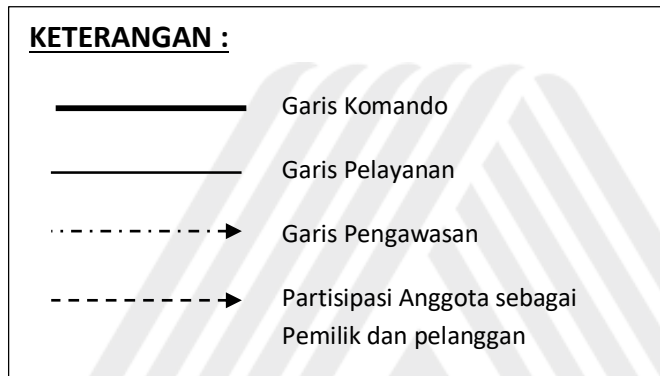 KETERANGAN :
Garis Komando
Garis Pelayanan
Garis Pengawasan
Partisipasi Anggota sebagai
Pemilik dan pelanggan